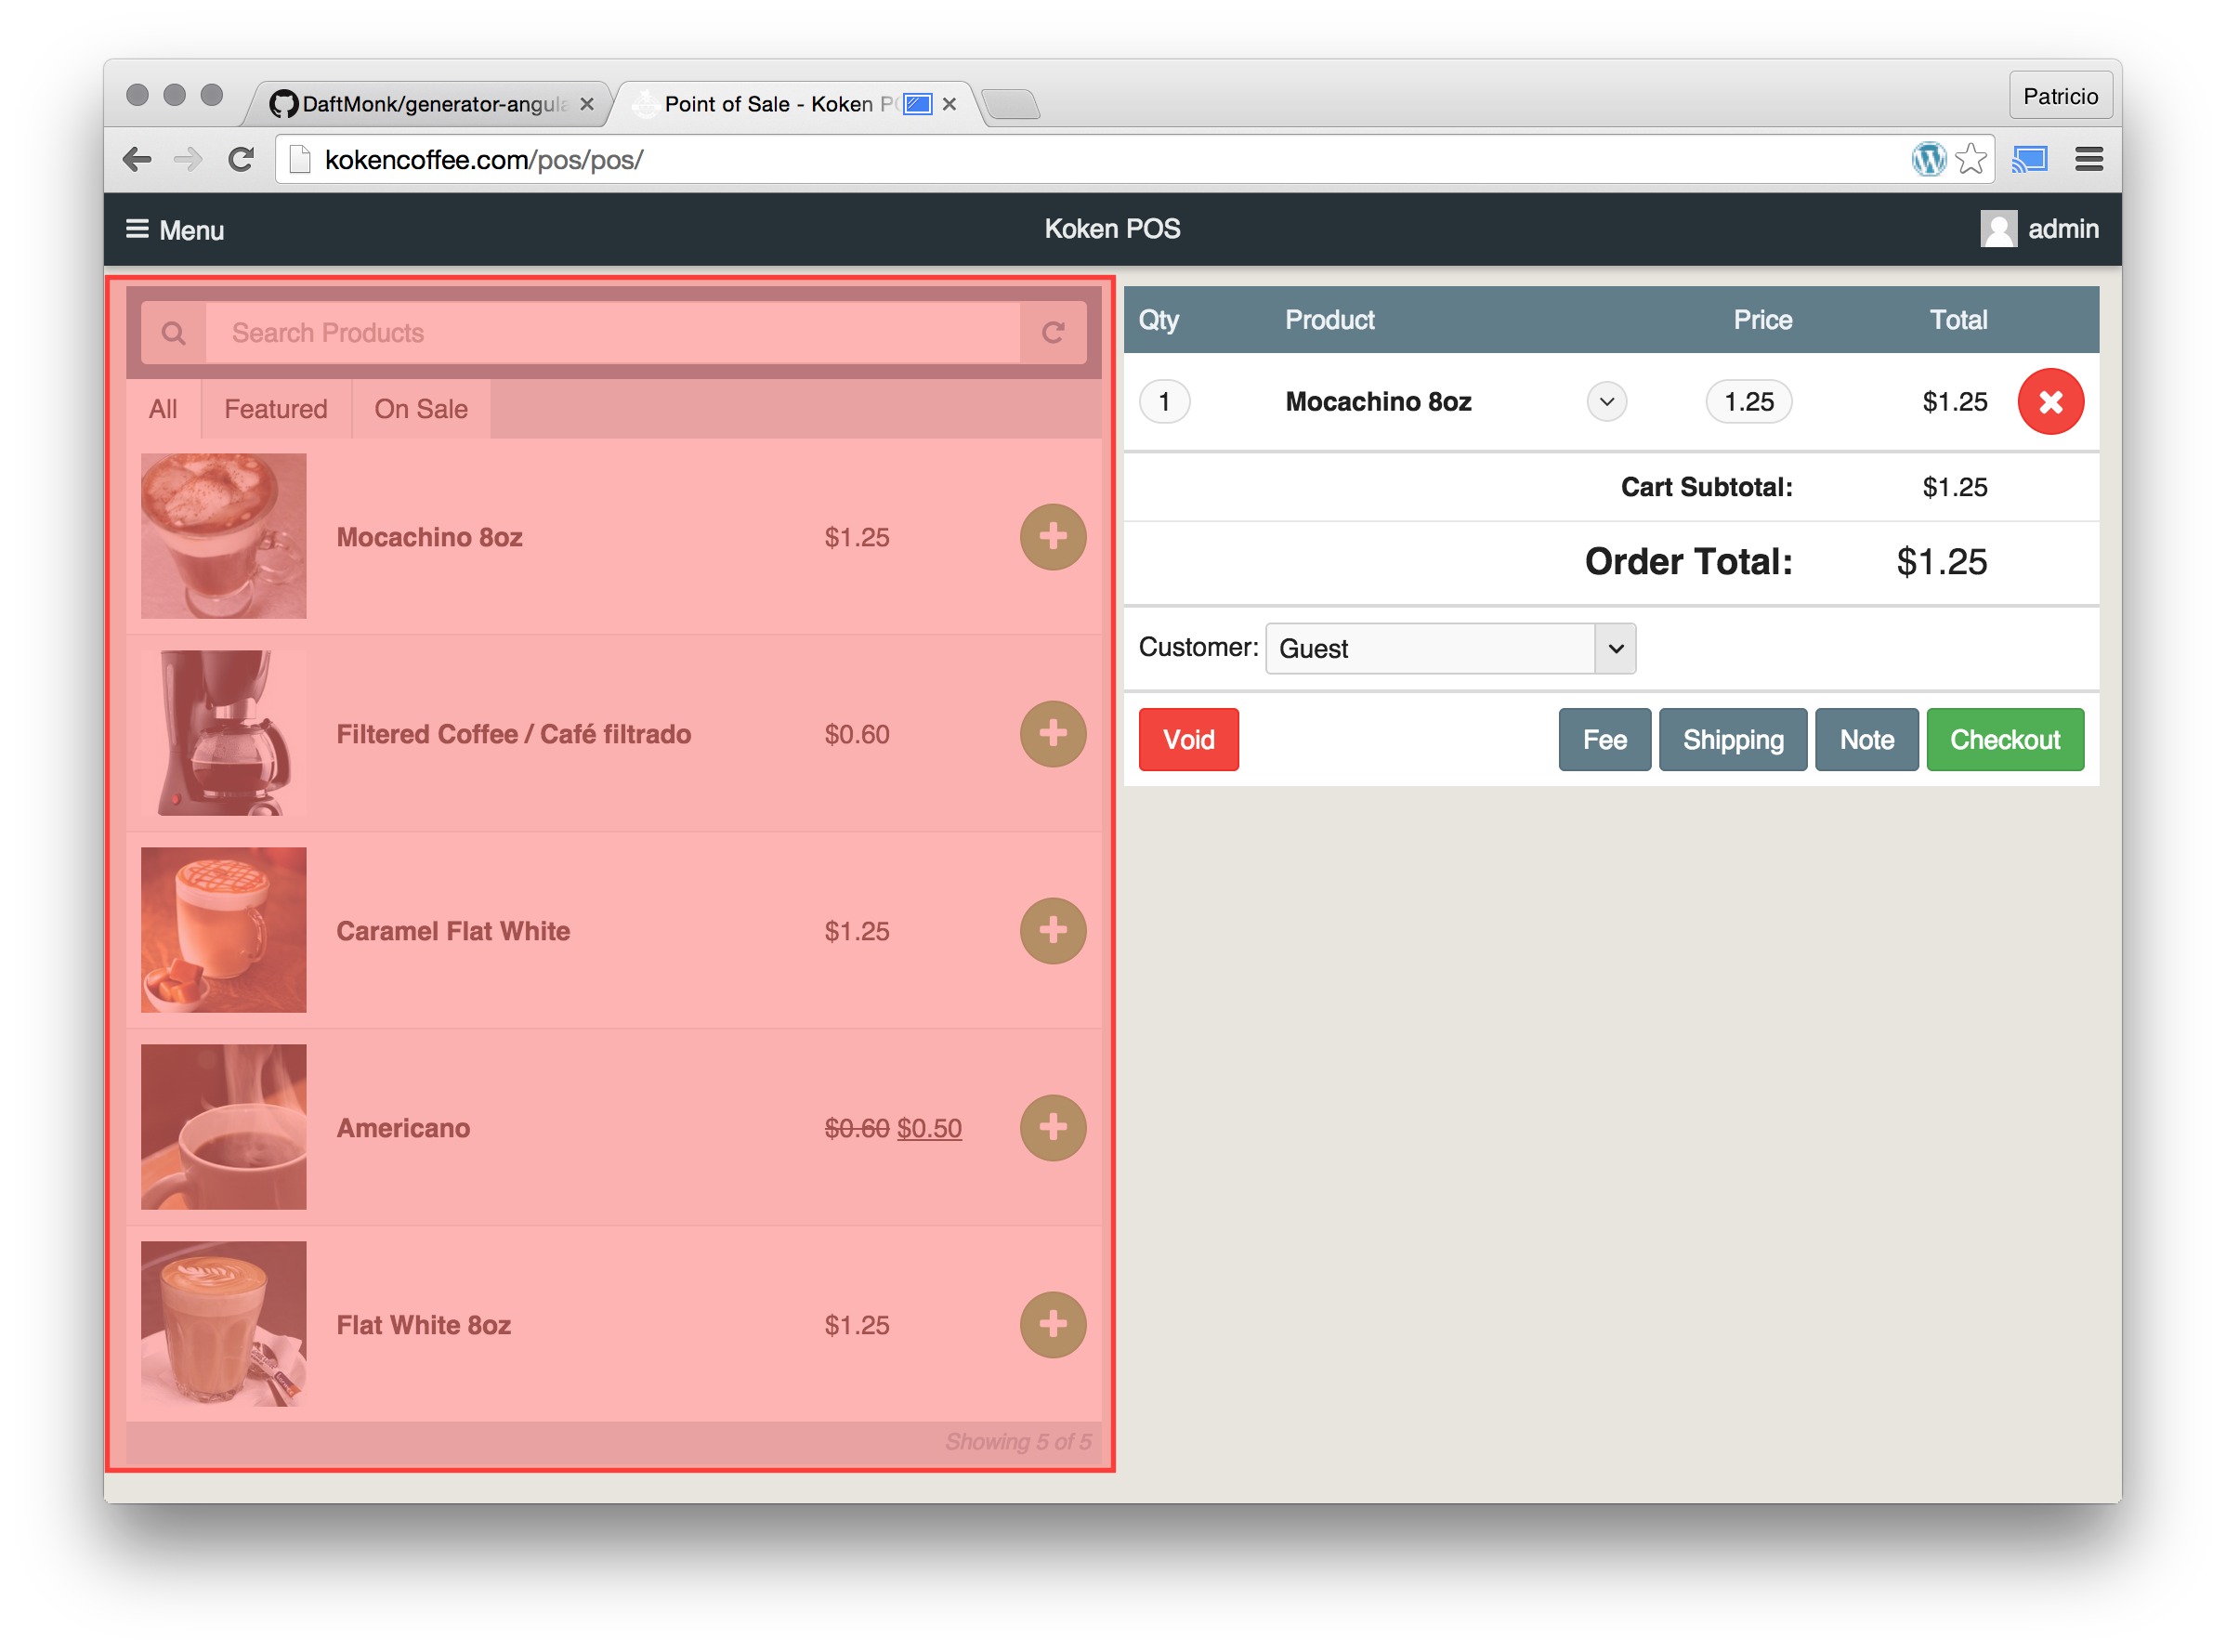 DaftMonk/generator-angula
Point of Sale - Koken P
Patricio
kokencoffee.com/pos/pos/
Menu
Koken POS
admin
Search Products
All Featured On Sale
Mocachino 8oz $1.25
Filtered Coffee / Café filtrado $0.60
Caramel Flat White $1.25
Americano $0.60 $0.50
Flat White 8oz $1.25
Showing 5 of 5
Qty Product Price Total
1 Mocachino 8oz 1.25 $1.25
Cart Subtotal: $1.25
Order Total: $1.25
Customer: Guest
Void Fee Shipping Note Checkout